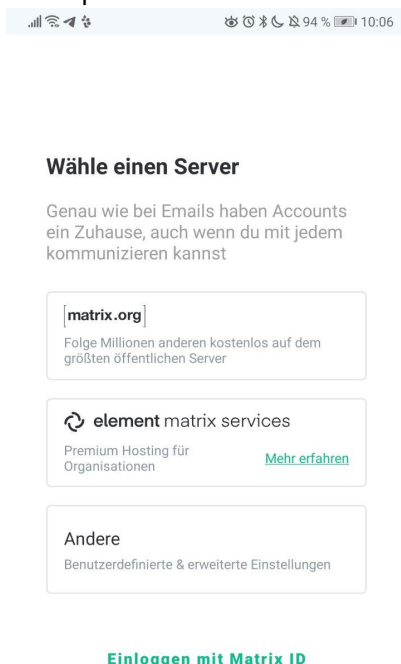 94 % 10:06
Wähle einen Server
Genau wie bei Emails haben Accounts
ein Zuhause, auch wenn du mit jedem
kommunizieren kannst
[matrix.org]
Folge Millionen anderen kostenlos auf dem
größten öffentlichen Server
element matrix services
Premium Hosting für
Organisationen
Mehr erfahren
Andere
Benutzerdefinierte & erweiterte Einstellungen
Einloggen mit Matrix ID